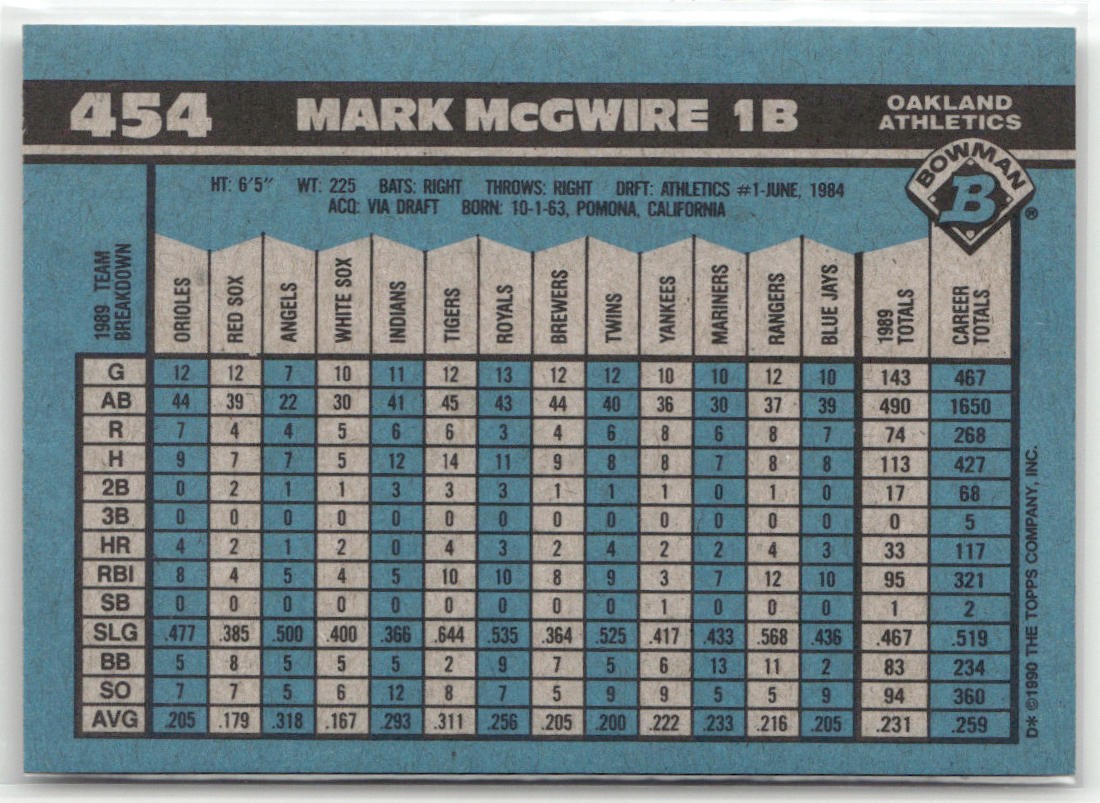 454 MARK McGWIRE 1B OAKLAND ATHLETICS
BOWMAN
B ®
HT: 6'5" WT: 225 BATS: RIGHT THROWS: RIGHT DRFT: ATHLETICS #1-JUNE, 1984
ACQ: VIA DRAFT BORN: 10-1-63, POMONA, CALIFORNIA
1989 TEAM BREAKDOWN ORIOLES RED SOX ANGELS WHITE SOX INDIANS TIGERS ROYALS BREWERS TWINS YANKEES MARINERS RANGERS BLUE JAYS 1989 TOTALS CAREER TOTALS
G 12 12 7 10 11 12 13 12 12 10 10 12 10 143 467
AB 44 39 22 30 41 45 43 44 40 36 30 37 39 490 1650
R 7 4 4 5 6 6 3 4 6 8 6 8 7 74 268
H 9 7 7 5 12 14 11 9 8 8 7 8 8 113 427
2B 0 2 1 1 3 3 3 1 1 1 0 1 0 17 68
3B 0 0 0 0 0 0 0 0 0 0 0 0 0 0 5
HR 4 2 1 2 0 4 3 2 4 2 2 4 3 33 117
RBI 8 4 5 4 5 10 10 8 9 3 7 12 10 95 321
SB 0 0 0 0 0 0 0 0 0 1 0 0 0 1 2
SLG .477 .385 .500 .400 .366 .644 .535 .364 .525 .417 .433 .568 .436 .467 .519
BB 5 8 5 5 5 2 9 7 5 6 13 11 2 83 234
SO 7 7 5 6 12 8 7 5 9 9 5 5 9 94 360
AVG .205 .179 .318 .167 .293 .311 .256 .205 .200 .222 .233 .216 .205 .231 .259
D* ©1990 THE TOPPS COMPANY, INC.